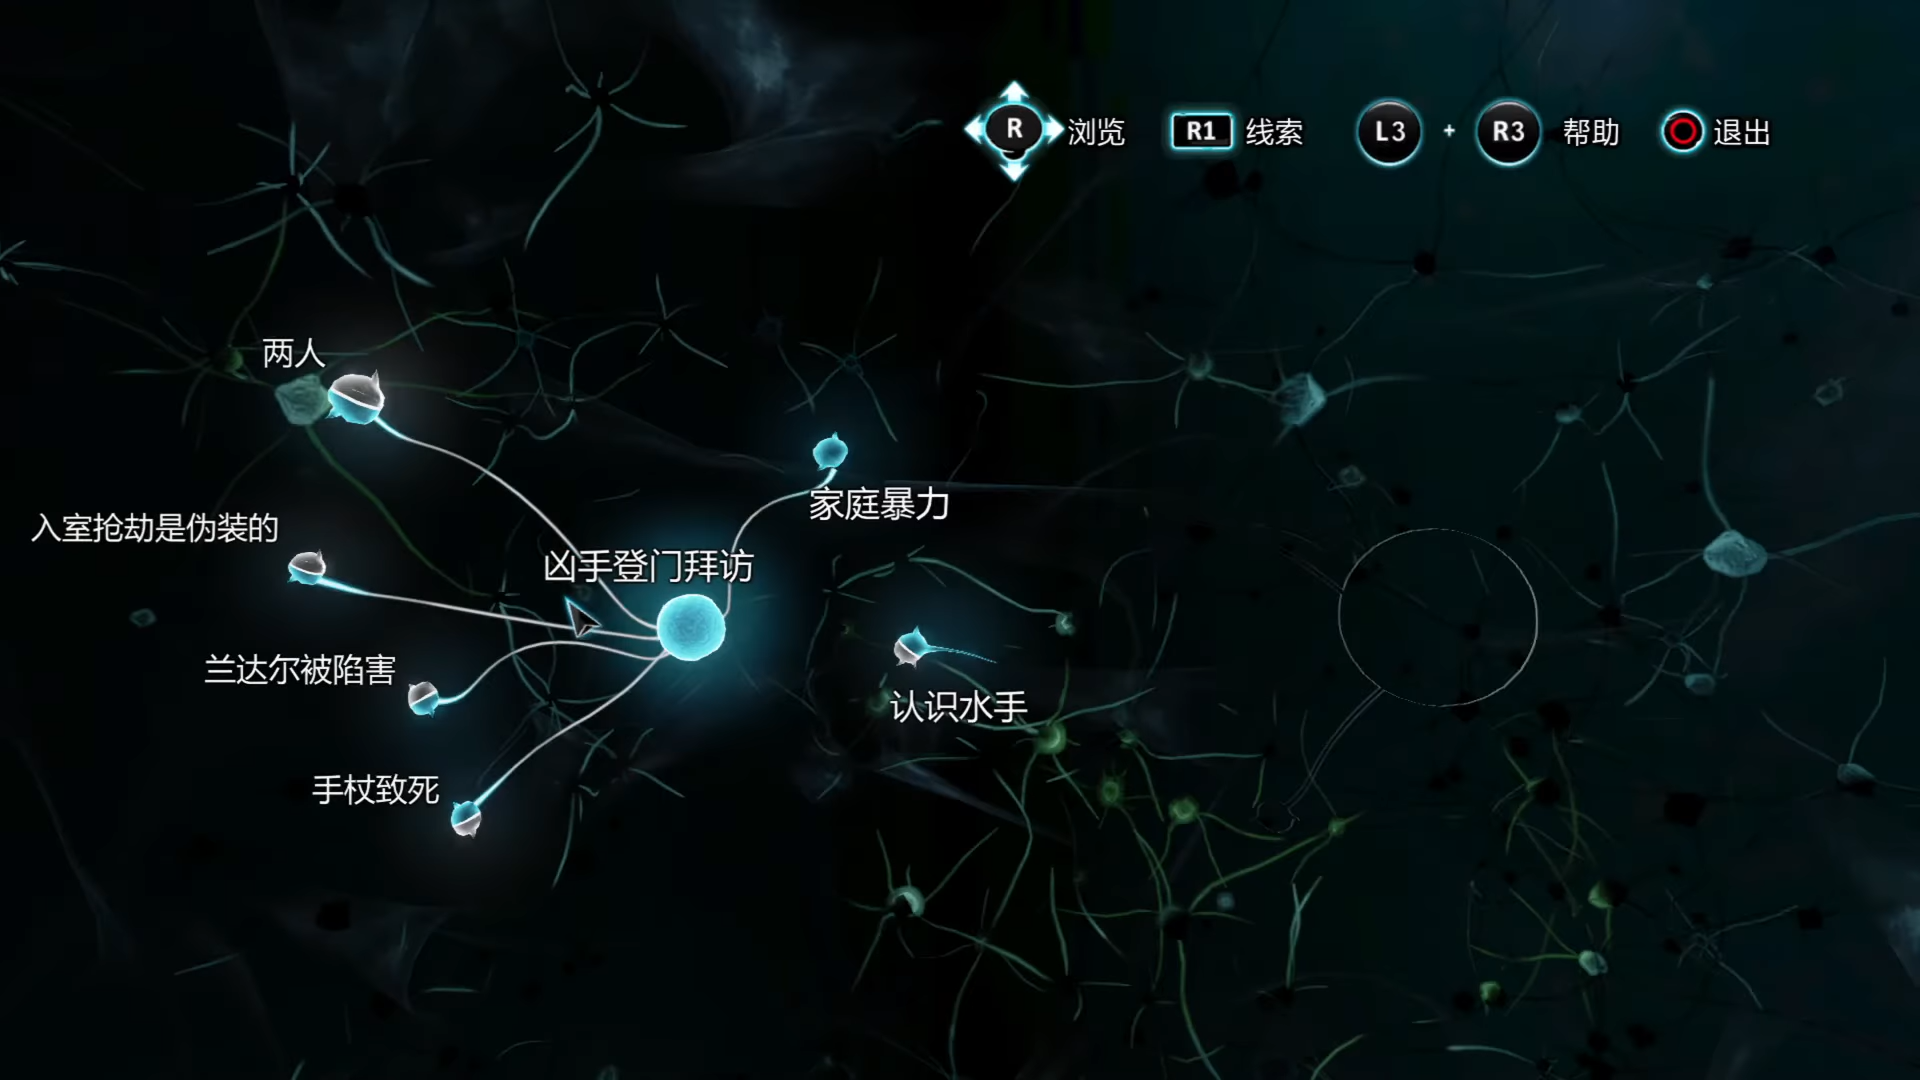 R 浏览 R1 线索 L3 + R3 帮助 退出
两人
家庭暴力
入室抢劫是伪装的
凶手登门拜访
兰达尔被陷害
认识水手
手杖致死